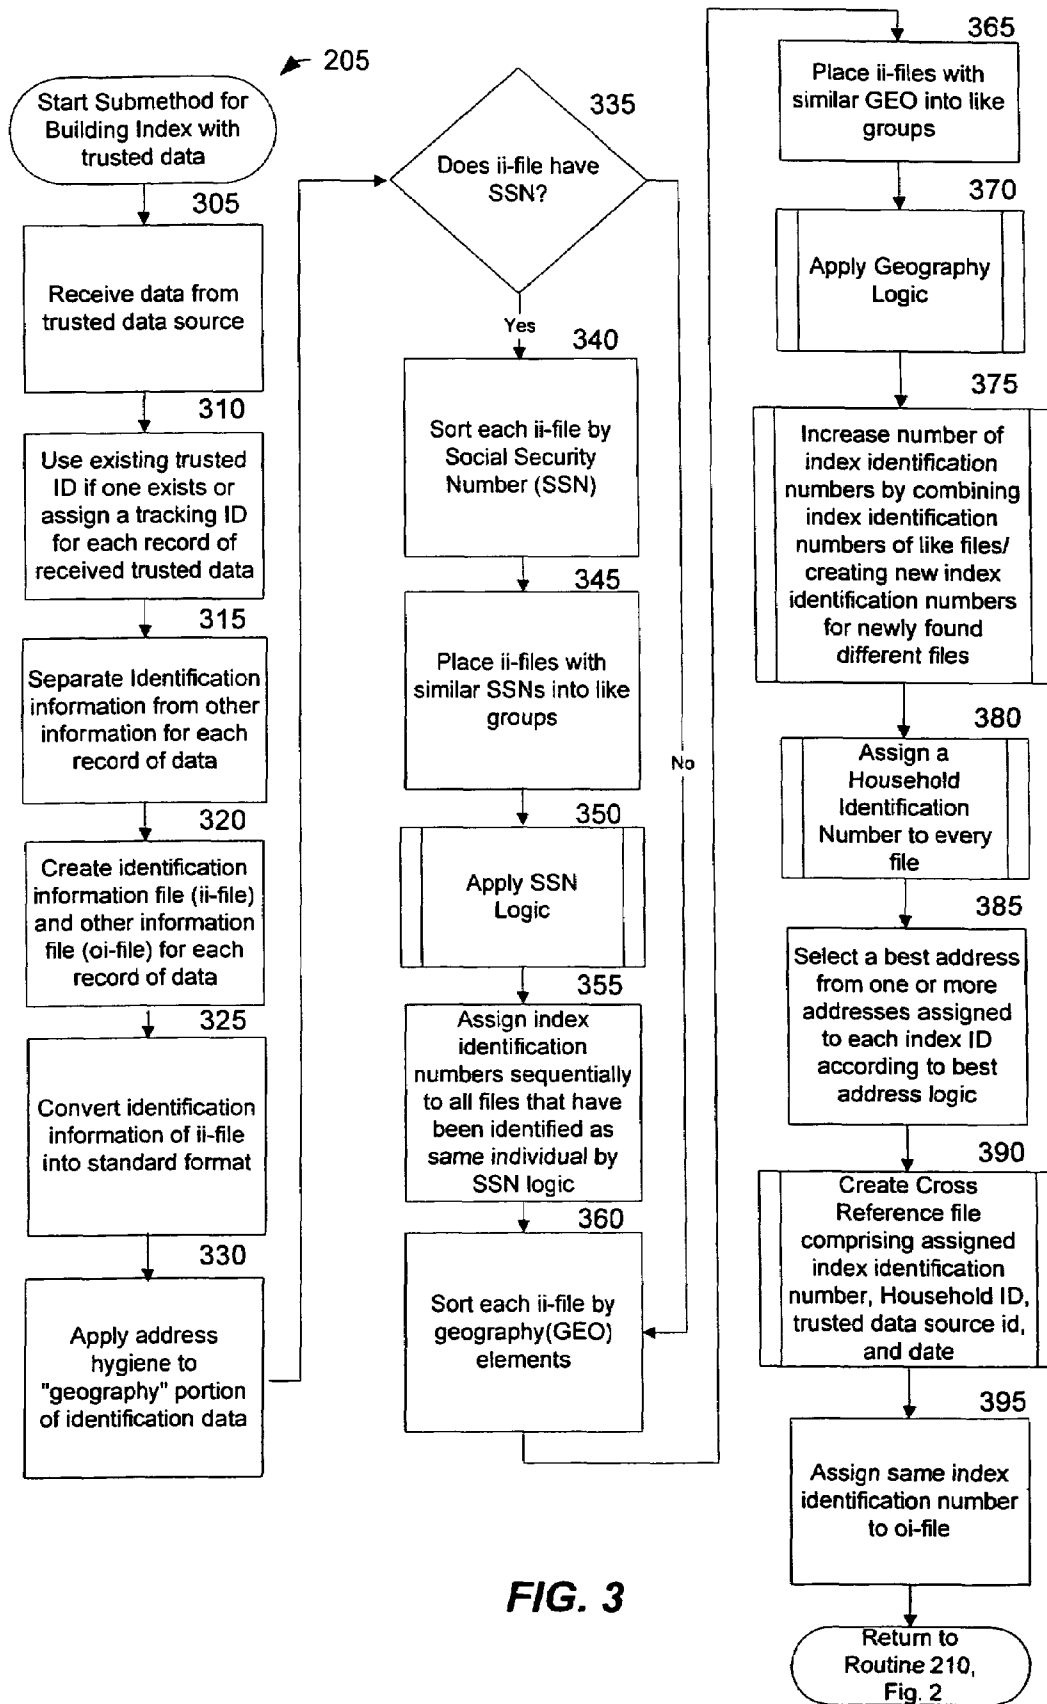 205
Start Submethod for
Building Index with
trusted data
305
Receive data from
trusted data source
310
Use existing trusted
ID if one exists or
assign a tracking ID
for each record of
received trusted data
315
Separate Identification
information from other
information for each
record of data
320
Create identification
information file (ii-file)
and other information
file (oi-file) for each
record of data
325
Convert identification
information of ii-file
into standard format
330
Apply address
hygiene to
"geography" portion
of identification data
335
Does ii-file have
SSN?
Yes
No
340
Sort each ii-file by
Social Security
Number (SSN)
345
Place ii-files with
similar SSNs into like
groups
350
Apply SSN
Logic
355
Assign index
identification
numbers sequentially
to all files that have
been identified as
same individual by
SSN logic
360
Sort each ii-file by
geography(GEO)
elements
365
Place ii-files with
similar GEO into like
groups
370
Apply Geography
Logic
375
Increase number of
index identification
numbers by combining
index identification
numbers of like files/
creating new index
identification numbers
for newly found
different files
380
Assign a
Household
Identification
Number to every
file
385
Select a best address
from one or more
addresses assigned
to each index ID
according to best
address logic
390
Create Cross
Reference file
comprising assigned
index identification
number, Household ID,
trusted data source id,
and date
395
Assign same index
identification number
to oi-file
Return to
Routine 210,
Fig. 2
FIG. 3